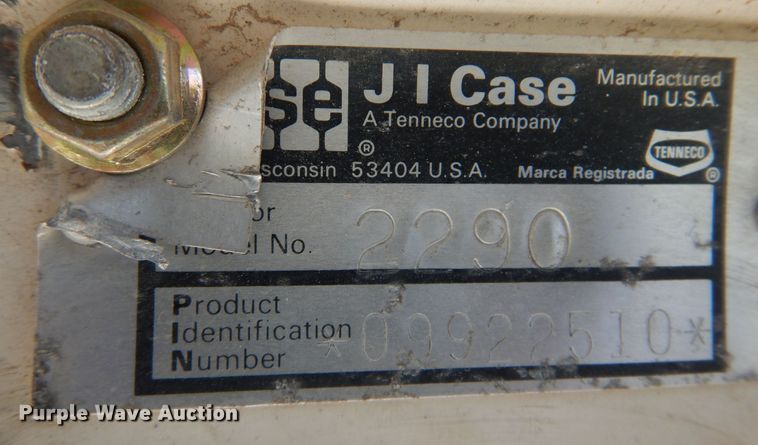 se
J I Case
A Tenneco Company
®
Manufactured
In U.S.A.
TENNECO
®
sconsin 53404 U.S.A.
Marca Registrada
or
Model No. 2290
Product
Identification
Number *09922510*
Purple Wave Auction